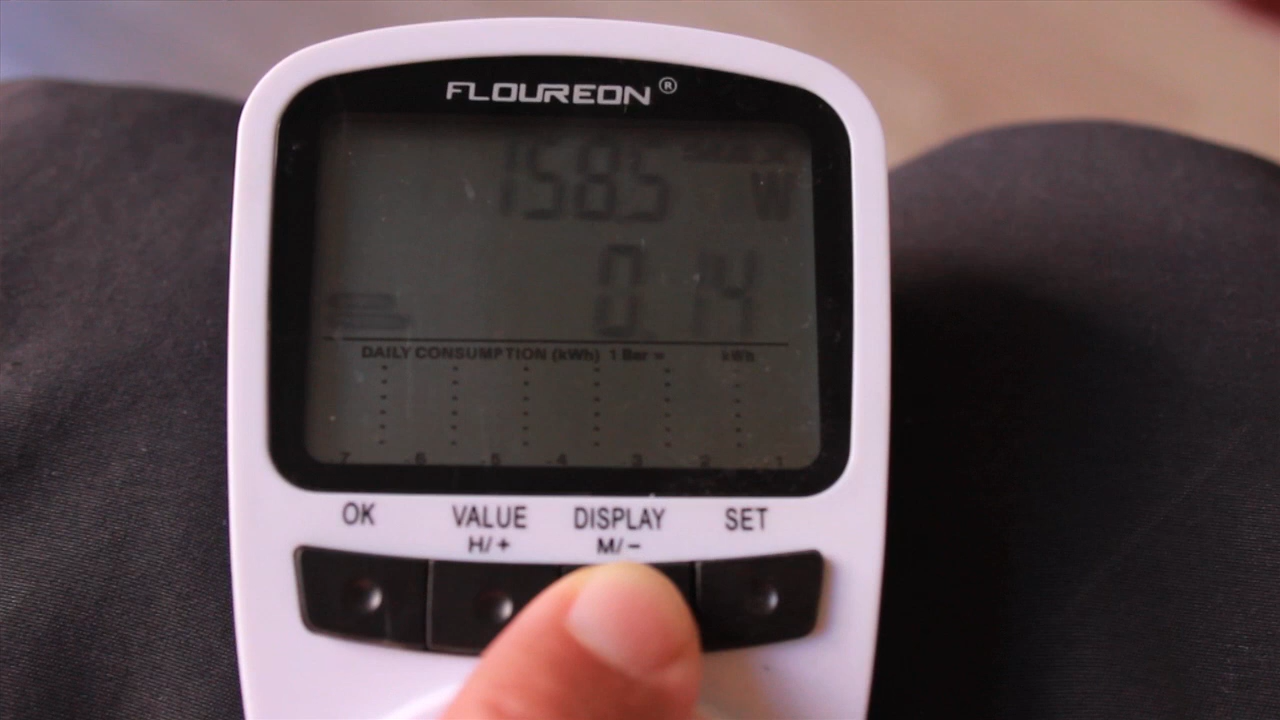 FLOUREON ®
158.5
W
0.14
DAILY CONSUMPTION (kWh) 1 Bar = kWh
-7 -6 -5 -4 -3 -2 -1
OK VALUE DISPLAY SET
H/+ M/-